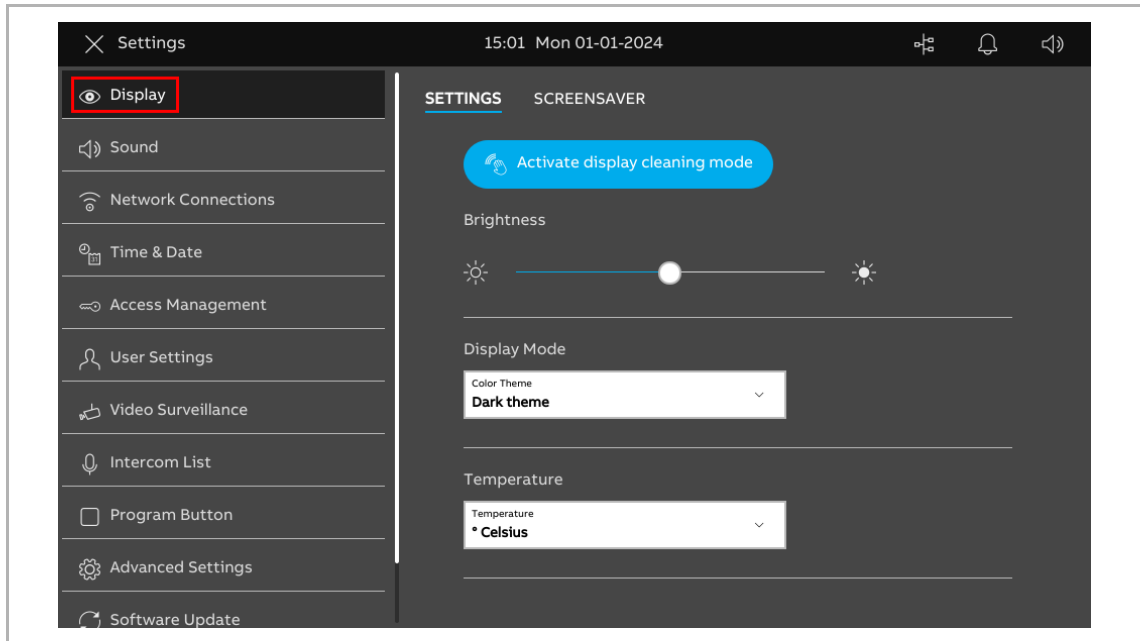 Settings
15:01 Mon 01-01-2024
Display
Sound
Network Connections
Time & Date
31
Access Management
User Settings
Video Surveillance
Intercom List
Program Button
Advanced Settings
Software Update
SETTINGS SCREENSAVER
Activate display cleaning mode
Brightness
Display Mode
Color Theme
Dark theme
Temperature
Temperature
° Celsius